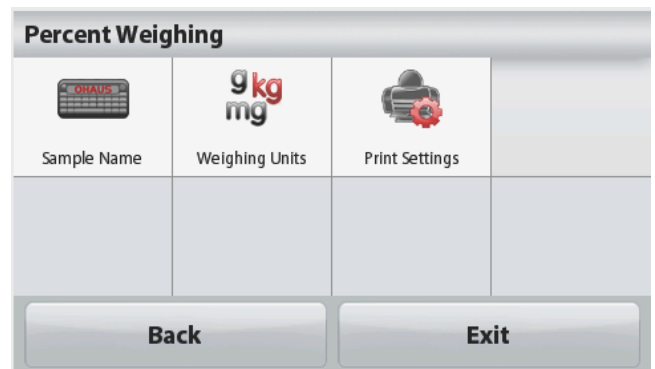 Percent Weighing
OHAUS
g kg
mg
Sample Name
Weighing Units
Print Settings
Back
Exit